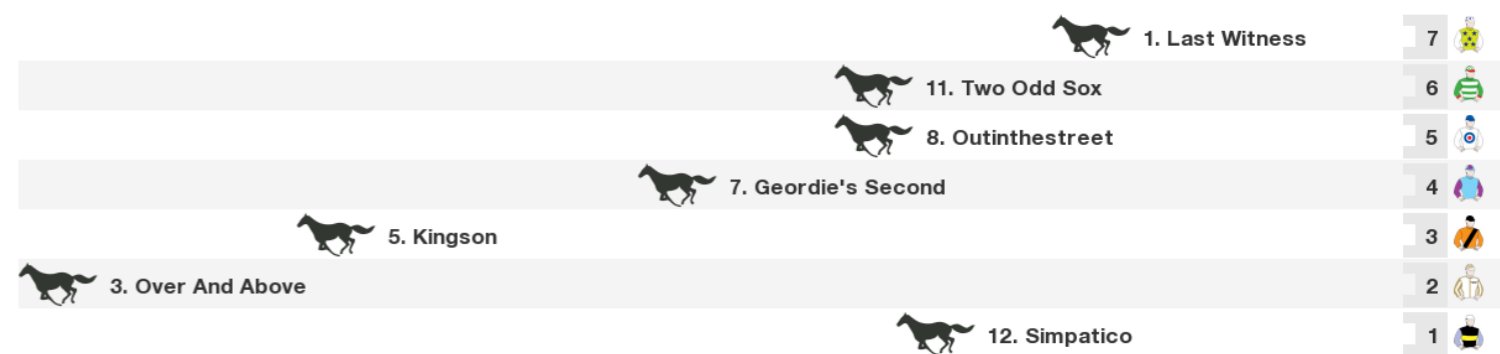 1. Last Witness 7
11. Two Odd Sox 6
8. Outinthestreet 5
7. Geordie's Second 4
5. Kingson 3
3. Over And Above 2
12. Simpatico 1